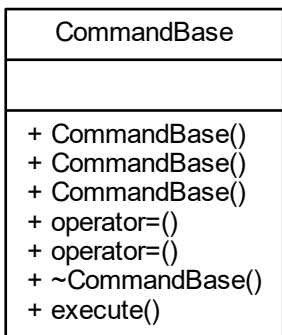 CommandBase
+ CommandBase()
+ CommandBase()
+ CommandBase()
+ operator=()
+ operator=()
+ ~CommandBase()
+ execute()